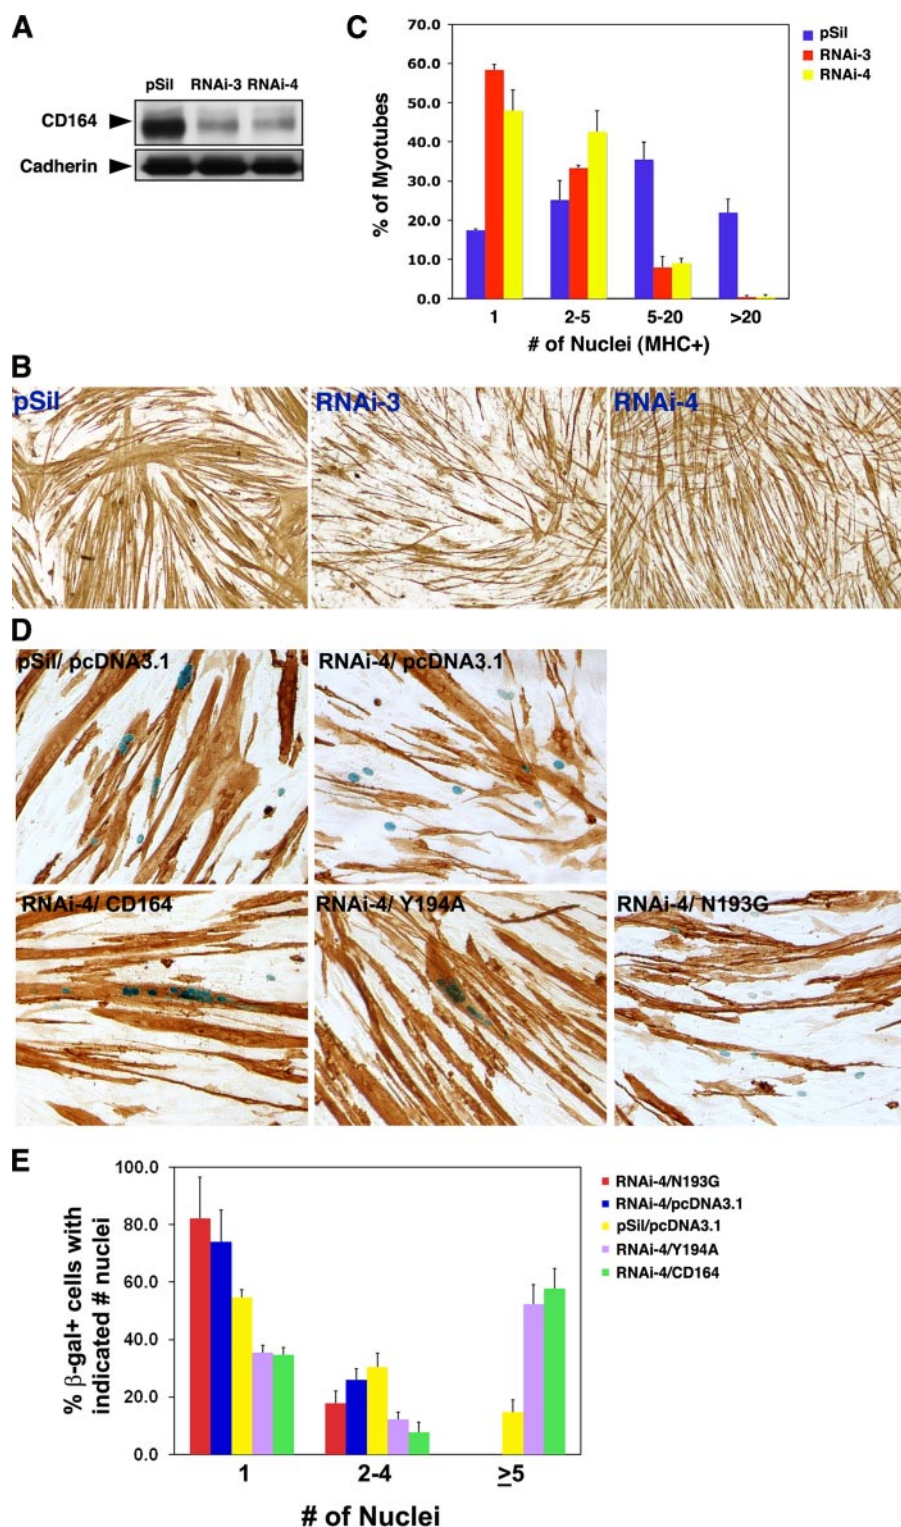 A
pSil RNAi-3 RNAi-4
CD164
Cadherin
C
70.0
60.0
50.0
40.0
30.0
20.0
10.0
0.0
% of Myotubes
1 2-5 5-20 >20
# of Nuclei (MHC+)
pSil
RNAi-3
RNAi-4
B
pSil
RNAi-3
RNAi-4
D
pSil/ pcDNA3.1
RNAi-4/ pcDNA3.1
RNAi-4/ CD164
RNAi-4/ Y194A
RNAi-4/ N193G
E
100.0
80.0
60.0
40.0
20.0
0.0
% β-gal+ cells with
indicated # nuclei
1 2-4 ≥5
# of Nuclei
RNAi-4/N193G
RNAi-4/pcDNA3.1
pSil/pcDNA3.1
RNAi-4/Y194A
RNAi-4/CD164